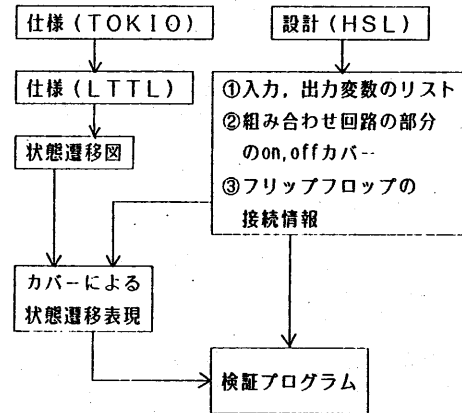 仕様(TOKIO)
設計(HSL)
仕様(LTTL)
状態遷移図
①入力，出力変数のリスト
②組み合わせ回路の部分
のon,offカバー
③フリップフロップの
接続情報
カバーによる
状態遷移表現
検証プログラム